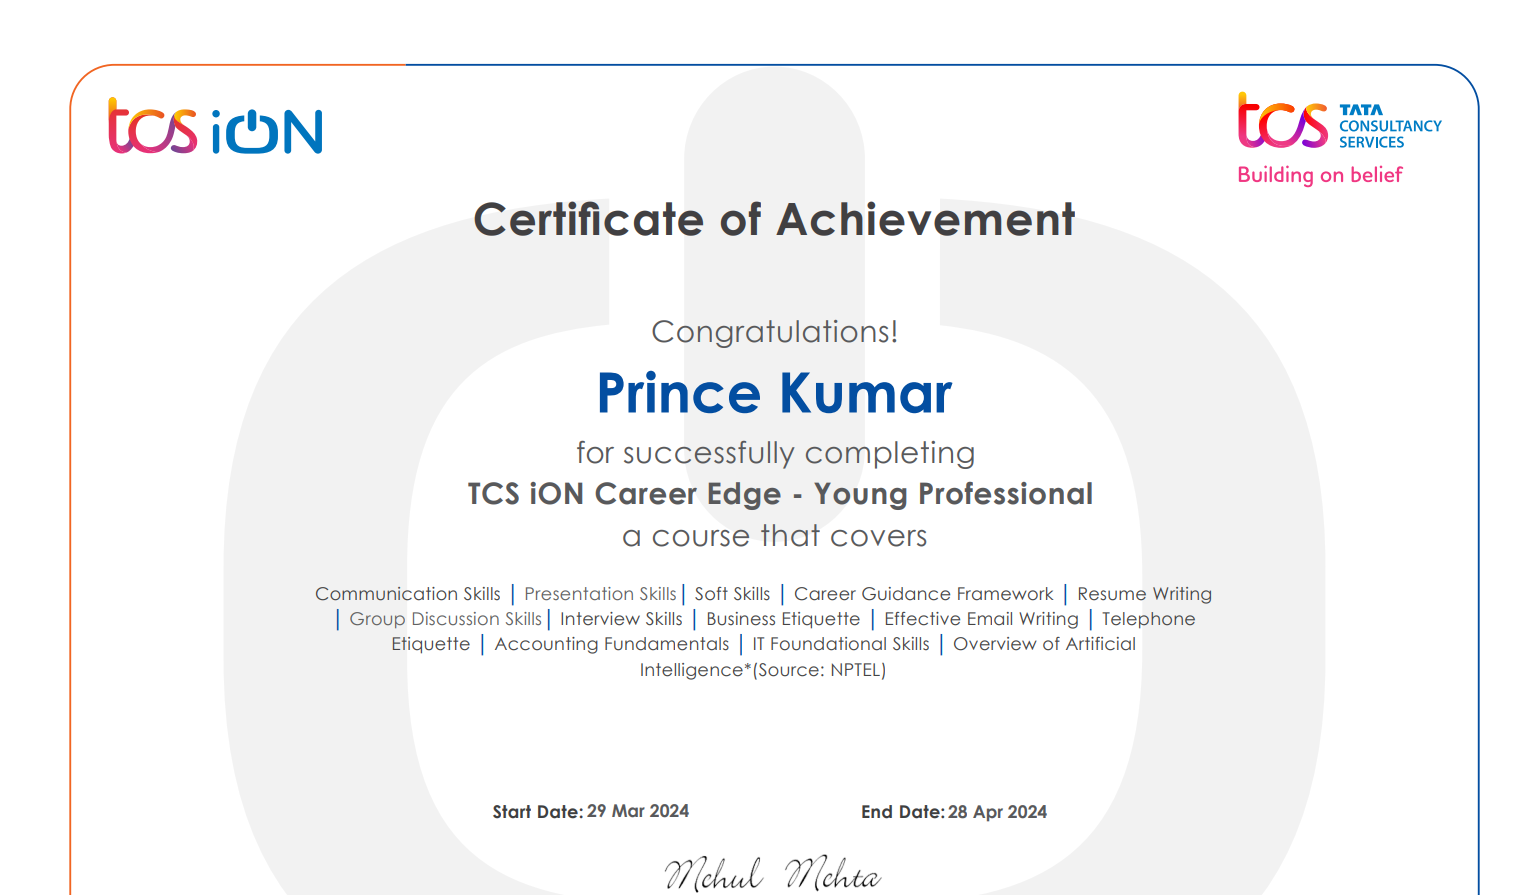 tcs iON
tcs TATA
CONSULTANCY
SERVICES
Building on belief
Certificate of Achievement
Congratulations!
Prince Kumar
for successfully completing
TCS iON Career Edge - Young Professional
a course that covers
Communication Skills | Presentation Skills | Soft Skills | Career Guidance Framework | Resume Writing
| Group Discussion Skills | Interview Skills | Business Etiquette | Effective Email Writing | Telephone
Etiquette | Accounting Fundamentals | IT Foundational Skills | Overview of Artificial
Intelligence*(Source: NPTEL)
Start Date: 29 Mar 2024 End Date: 28 Apr 2024
Mehul Mehta